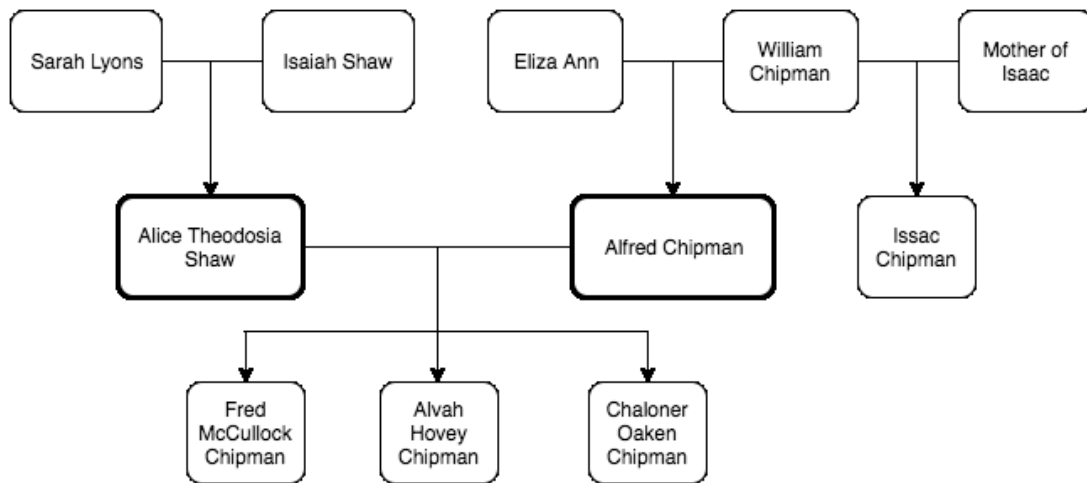 Sarah Lyons
Isaiah Shaw
Eliza Ann
William
Chipman
Mother of
Isaac
Alice Theodosia
Shaw
Alfred Chipman
Issac
Chipman
Fred
McCullock
Chipman
Alvah
Hovey
Chipman
Chaloner
Oaken
Chipman